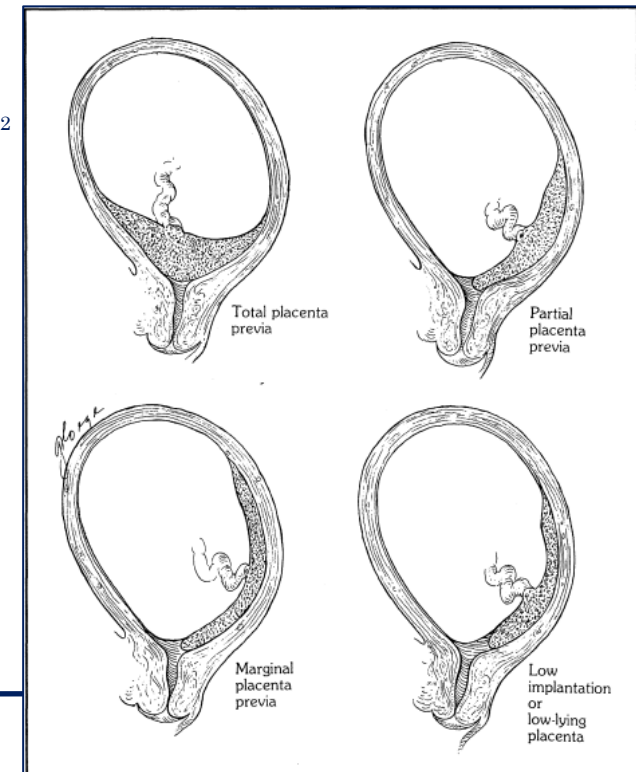 2
Total placenta
previa
Partial
placenta
previa
Marginal
placenta
previa
Low
implantation
or
low-lying
placenta